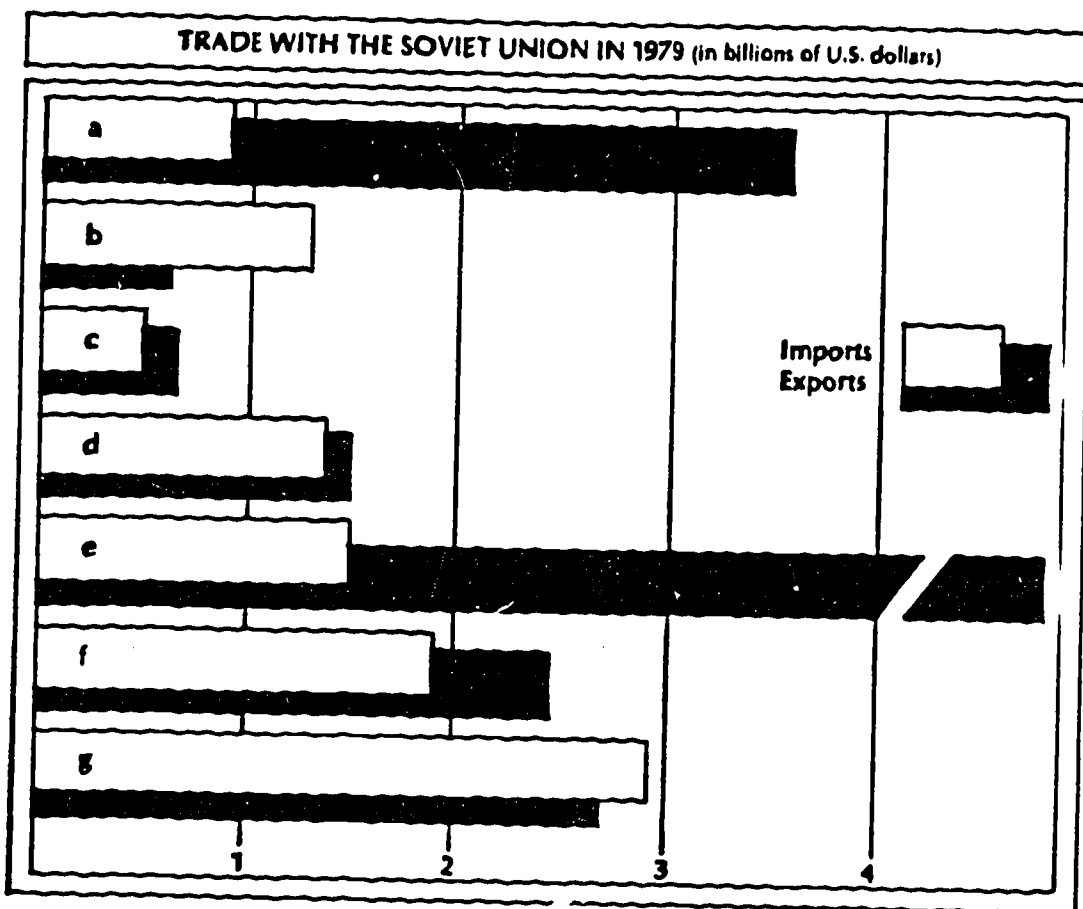 TRADE WITH THE SOVIET UNION IN 1979 (in billions of U.S. dollars)
a
b
c
Imports
Exports
d
e
f
g
1 2 3 4